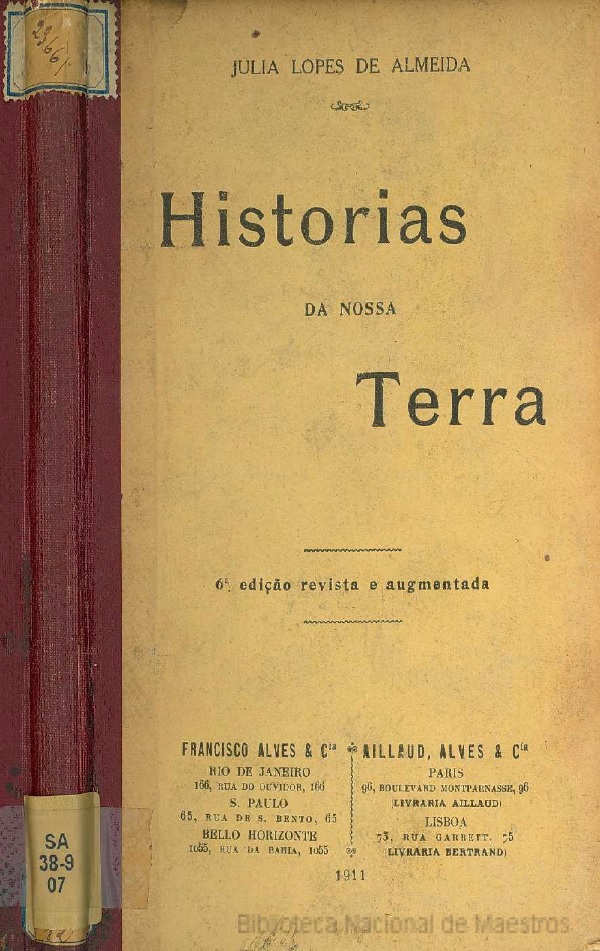 23661
JULIA LOPES DE ALMEIDA
Historias
DA NOSSA
Terra
6ª. edição revista e augmentada
FRANCISCO ALVES & Cia
RIO DE JANEIRO
166, RUA DO OUVIDOR, 166
S. PAULO
65, RUA DE S. BENTO, 65
BELLO HORIZONTE
1055, RUA DA BAHIA, 1055
AILLAUD, ALVES & Cia
PARIS
96, BOULEVARD MONTPARNASSE, 96
(LIVRARIA AILLAUD)
LISBOA
73, RUA GARRETT, 75
(LIVRARIA BERTRAND)
1911
SA
38-9
07
Biblioteca Nacional de Maestros